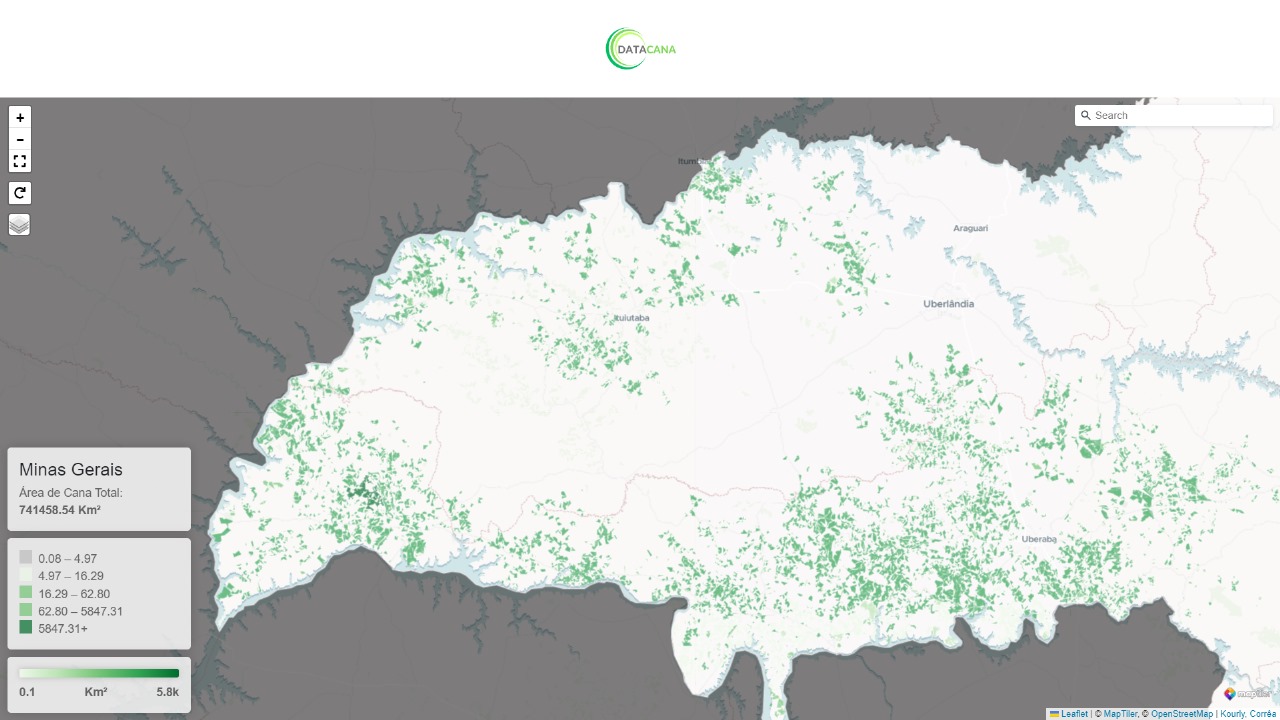 DATACANA
+
−
Search
Itumb
Araguari
Uberlândia
Ituiutaba
Uberaba
Minas Gerais
Área de Cana Total:
741458.54 Km²
0.08 – 4.97
4.97 – 16.29
16.29 – 62.80
62.80 – 5847.31
5847.31+
0.1 Km² 5.8k
maptiler
Leaflet | © MapTiler, © OpenStreetMap | Kourly, Corrêa